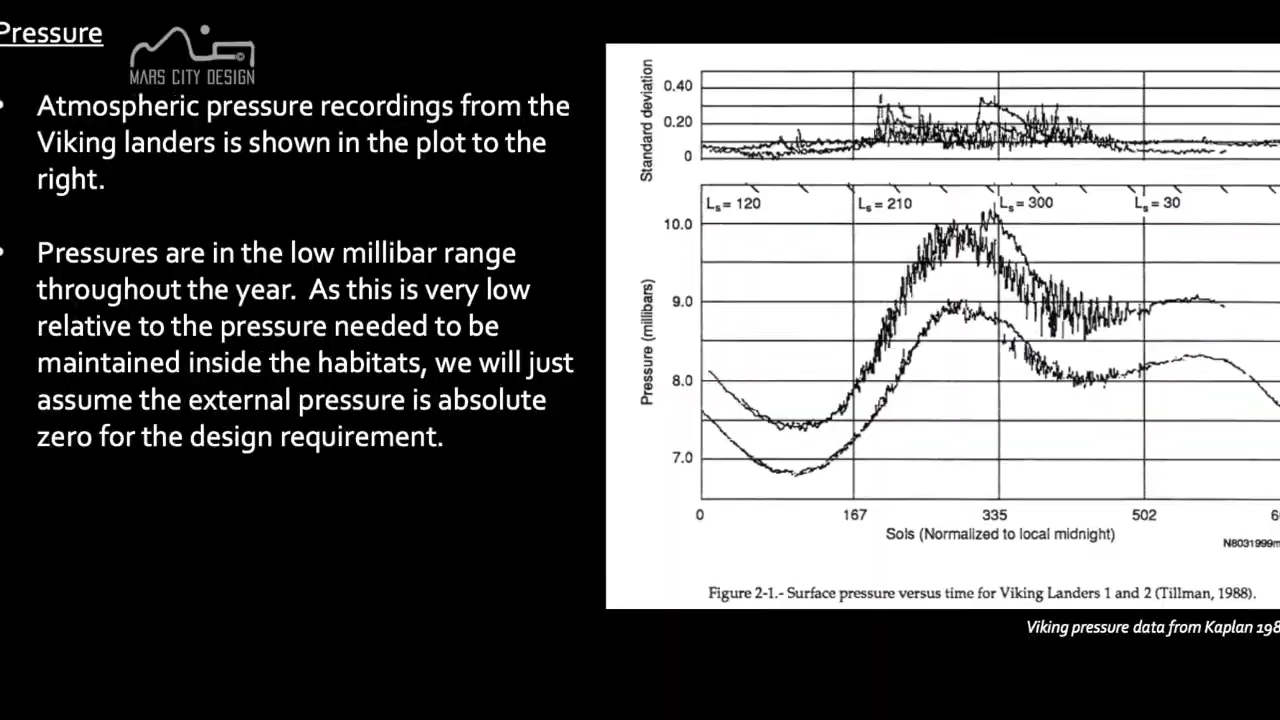 Pressure
MARS CITY DESIGN
• Atmospheric pressure recordings from the
Viking landers is shown in the plot to the
right.
• Pressures are in the low millibar range
throughout the year. As this is very low
relative to the pressure needed to be
maintained inside the habitats, we will just
assume the external pressure is absolute
zero for the design requirement.
Standard deviation
0.40
0.20
0
Ls = 120
Ls = 210
Ls = 300
Ls = 30
Pressure (millibars)
10.0
9.0
8.0
7.0
0
167
335
502
Sols (Normalized to local midnight)
Figure 2-1.- Surface pressure versus time for Viking Landers 1 and 2 (Tillman, 1988).
Viking pressure data from Kaplan